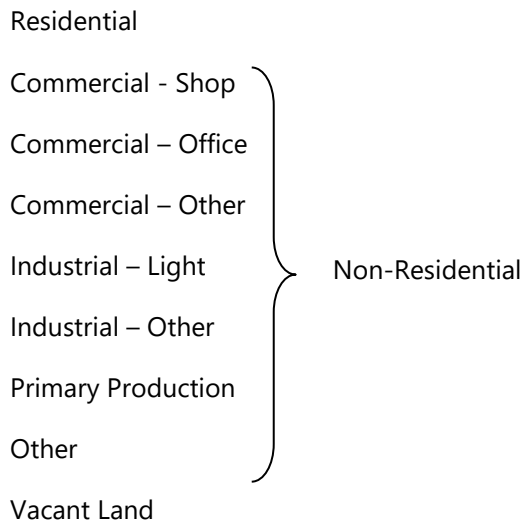 Residential
Commercial - Shop
Commercial – Office
Commercial – Other
Industrial – Light
Non-Residential
Industrial – Other
Primary Production
Other
Vacant Land